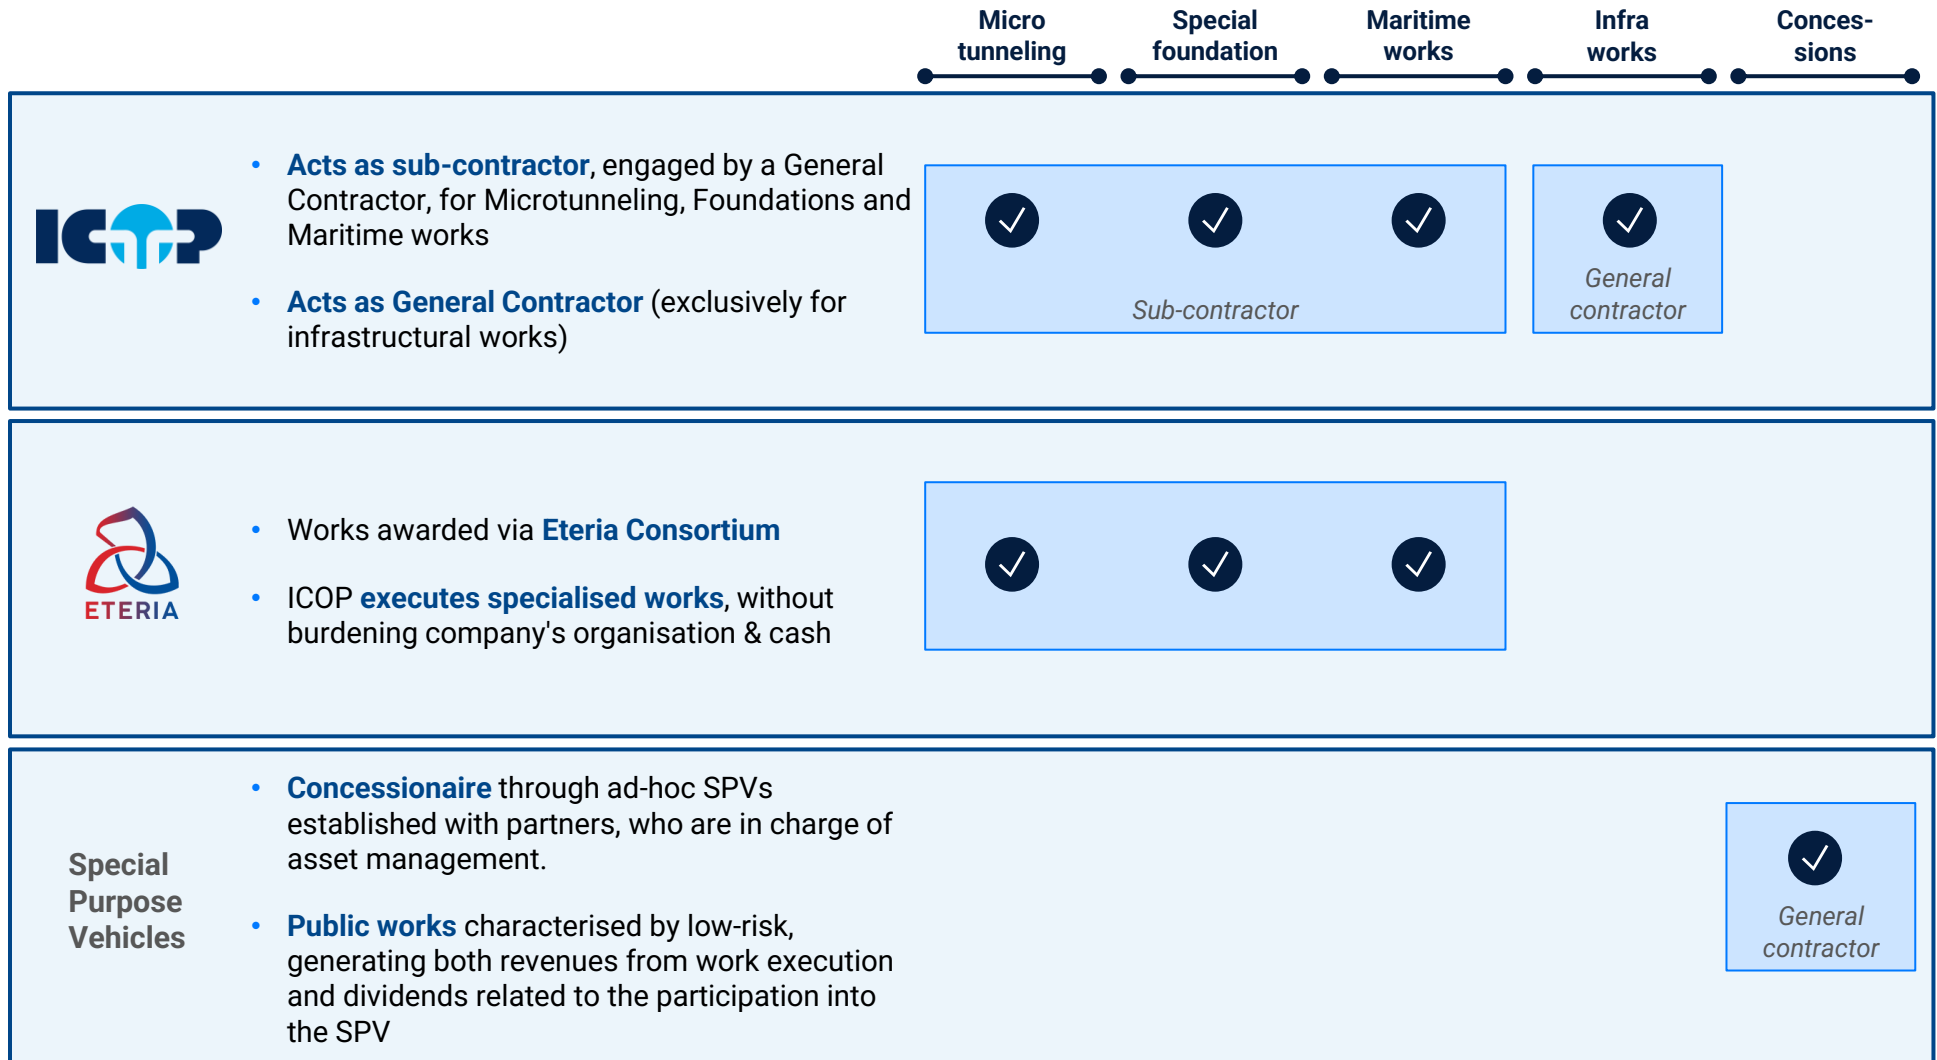 Micro
tunneling
Special
foundation
Maritime
works
Infra
works
Conces-
sions
ICOP
• Acts as sub-contractor, engaged by a General
Contractor, for Microtunneling, Foundations and
Maritime works
• Acts as General Contractor (exclusively for
infrastructural works)
Sub-contractor
General
contractor
ETERIA
• Works awarded via Eteria Consortium
• ICOP executes specialised works, without
burdening company's organisation & cash
Special
Purpose
Vehicles
• Concessionaire through ad-hoc SPVs
established with partners, who are in charge of
asset management.
• Public works characterised by low-risk,
generating both revenues from work execution
and dividends related to the participation into
the SPV
General
contractor